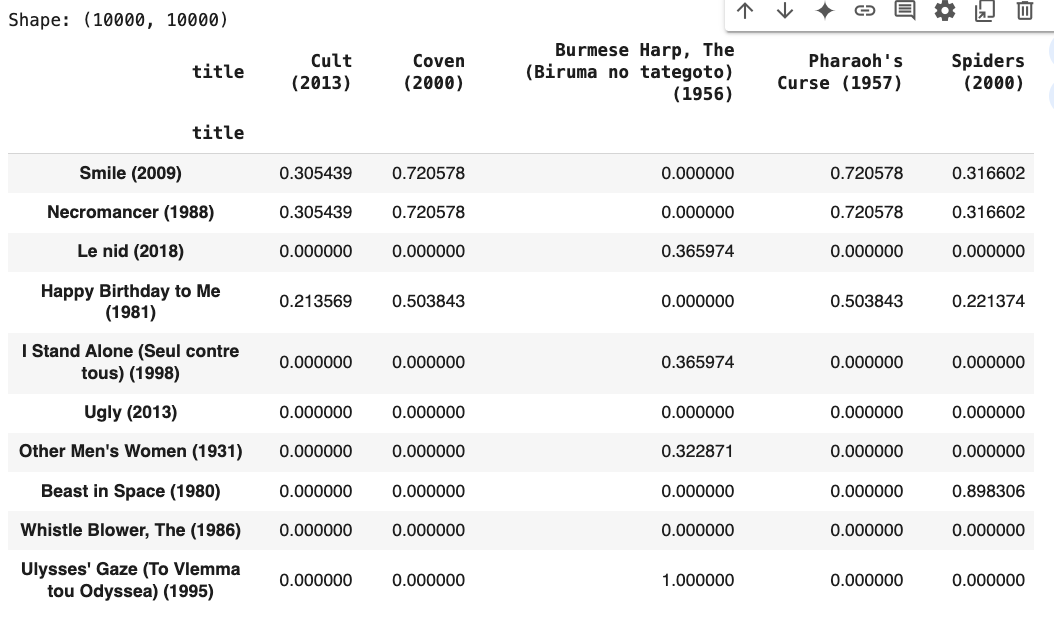 Shape: (10000, 10000)
title Cult (2013) Coven (2000) Burmese Harp, The (Biruma no tategoto) (1956) Pharaoh's Curse (1957) Spiders (2000)
title
Smile (2009) 0.305439 0.720578 0.000000 0.720578 0.316602
Necromancer (1988) 0.305439 0.720578 0.000000 0.720578 0.316602
Le nid (2018) 0.000000 0.000000 0.365974 0.000000 0.000000
Happy Birthday to Me (1981) 0.213569 0.503843 0.000000 0.503843 0.221374
I Stand Alone (Seul contre tous) (1998) 0.000000 0.000000 0.365974 0.000000 0.000000
Ugly (2013) 0.000000 0.000000 0.000000 0.000000 0.000000
Other Men's Women (1931) 0.000000 0.000000 0.322871 0.000000 0.000000
Beast in Space (1980) 0.000000 0.000000 0.000000 0.000000 0.898306
Whistle Blower, The (1986) 0.000000 0.000000 0.000000 0.000000 0.000000
Ulysses' Gaze (To Vlemma tou Odyssea) (1995) 0.000000 0.000000 1.000000 0.000000 0.000000